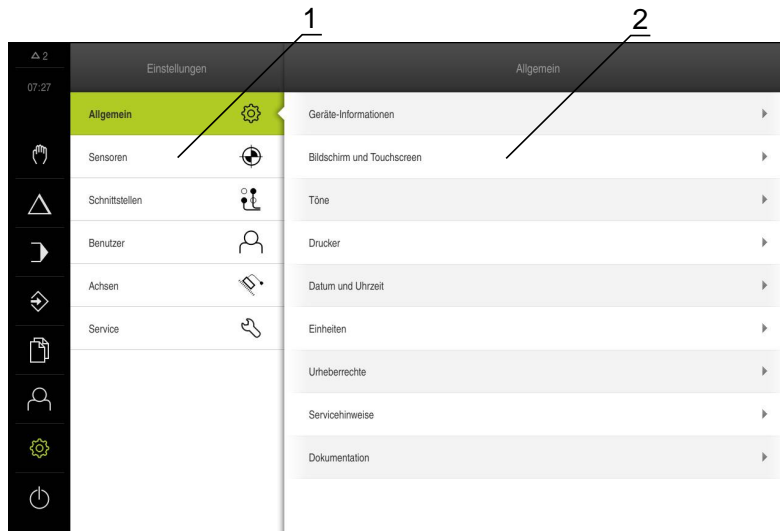 1
2
2
07:27
Einstellungen
Allgemein
Allgemein
Sensoren
Schnittstellen
Benutzer
Achsen
Service
Geräte-Informationen
Bildschirm und Touchscreen
Töne
Drucker
Datum und Uhrzeit
Einheiten
Urheberrechte
Servicehinweise
Dokumentation